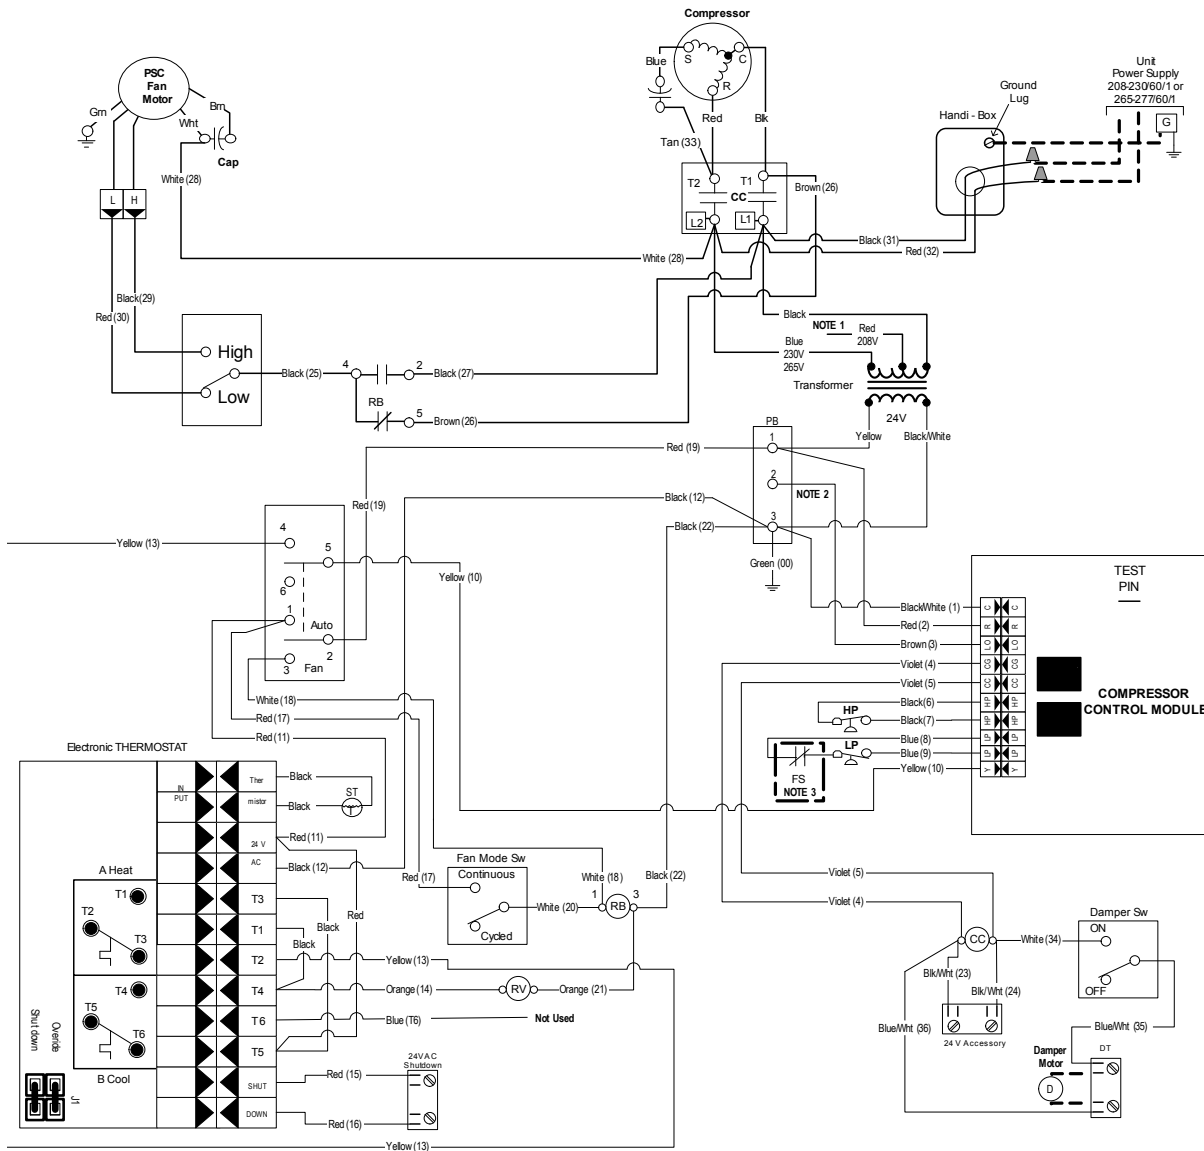 Compressor
Blue
S
C
R
Red
Blk
Tan (33)
PSC
Fan
Motor
Grn
Wht
Brn
Cap
White (28)
L
H
Black(29)
Red (30)
High
Low
Black (25)
4
2
Black (27)
RB
5
Brown (26)
T2
T1
CC
L2
L1
Brown (26)
White (28)
Black (31)
Red (32)
Handi - Box
Ground
Lug
Unit
Power Supply
208-230/60/1 or
265-277/60/1
G
Black
NOTE 1
Red
208V
Blue
230V
265V
Transformer
24V
Yellow
Black/White
PB
1
2
NOTE 2
3
Red (19)
Black (12)
Black (22)
Green (00)
Red (19)
Yellow (13)
4
5
6
1
Auto
2
3
Fan
Yellow (10)
White (18)
Red (17)
Red (11)
TEST
PIN
COMPRESSOR
CONTROL MODULE
Black/White (1)
C
C
Red (2)
R
R
Brown (3)
LO
LO
Violet (4)
CG
CG
Violet (5)
CC
CC
Black(6)
HP
HP
HP
Black(7)
HP
HP
Blue (8)
LP
LP
LP
Blue (9)
LP
LP
Yellow (10)
Y
Y
FS
NOTE 3
Electronic THERMOSTAT
IN
PUT
Ther
mistor
Black
Black
ST
T
24 V
Red (11)
AC
Black (12)
T3
T1
Black
Black
Red
T2
Yellow (13)
T4
Orange (14)
RV
Orange (21)
T6
Blue (T6)
Not Used
T5
SHUT
Red (15)
DOWN
Red (16)
24VAC
Shutdown
A Heat
T1
T2
T3
T4
T5
T6
B Cool
Override
Shut down
J1
Yellow (13)
Fan Mode Sw
Continuous
Cycled
Red (17)
White (20)
White (18)
1
RB
3
Black (22)
Violet (5)
Violet (4)
CC
White (34)
Damper Sw
ON
OFF
Blk/Wht (23)
Blk/Wht (24)
24 V Accessory
Blue/Wht (36)
Blue/Wht (35)
Damper
Motor
D
DT